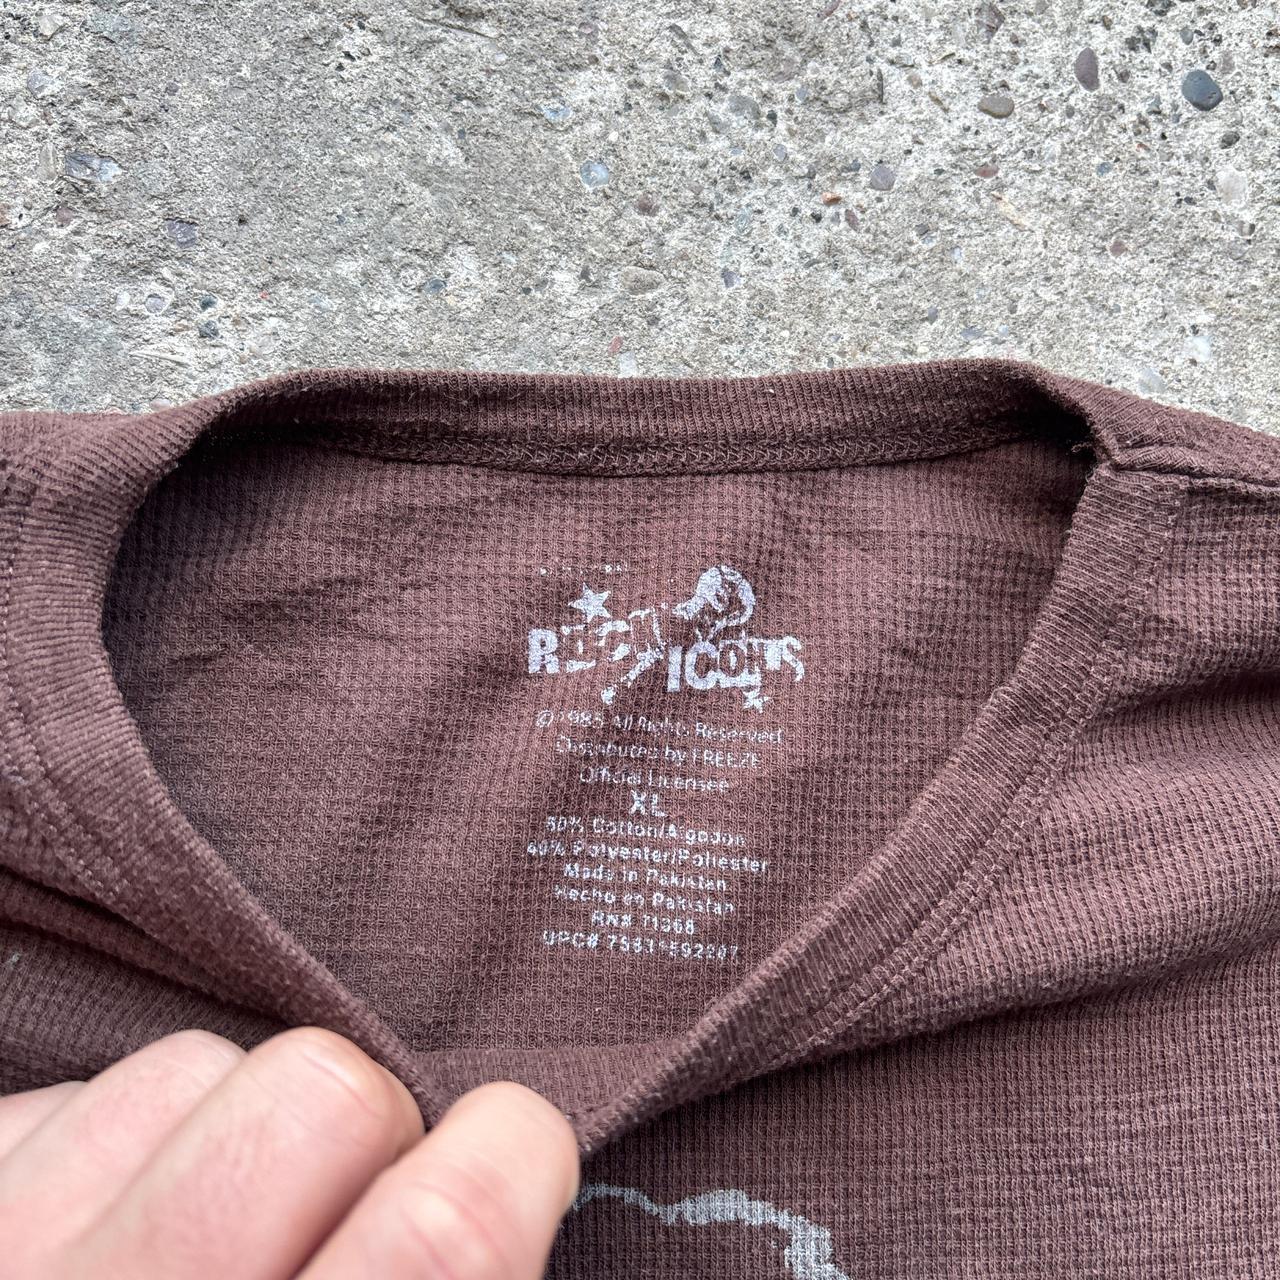 ROCK
ICONS
© 1985 All Rights Reserved
Distributed by FREEZE
Official Licensee
XL
60% Cotton/Algodon
40% Polyester/Poliester
Made in Pakistan
Hecho en Pakistan
RN# 71368
UPC#